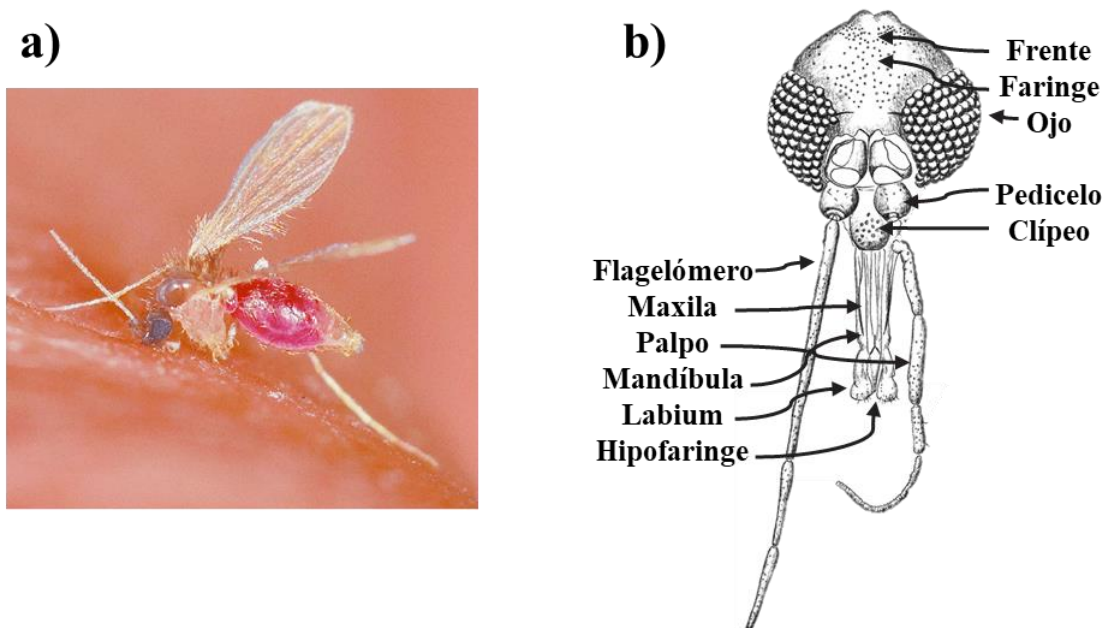 a)
b)
Frente
Faringe
Ojo
Pedicelo
Clípeo
Flagelómero
Maxila
Palpo
Mandíbula
Labium
Hipofaringe